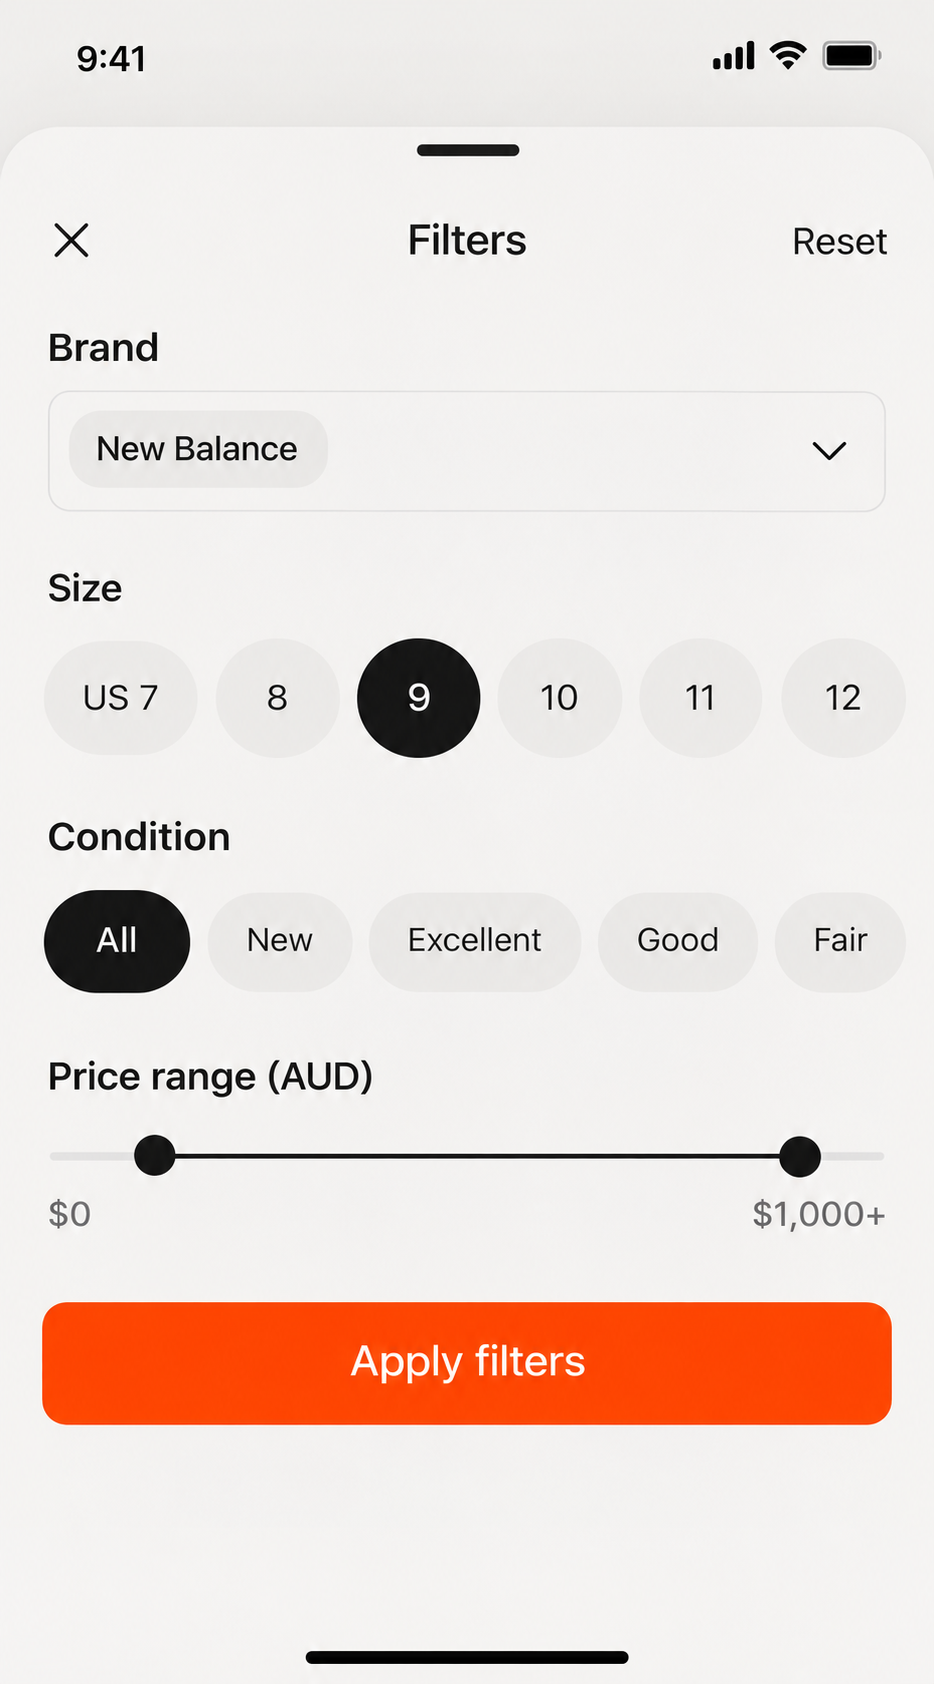 9:41
Filters
Reset
Brand
New Balance
Size
US 7 8 9 10 11 12
Condition
All New Excellent Good Fair
Price range (AUD)
$0 $1,000+
Apply filters